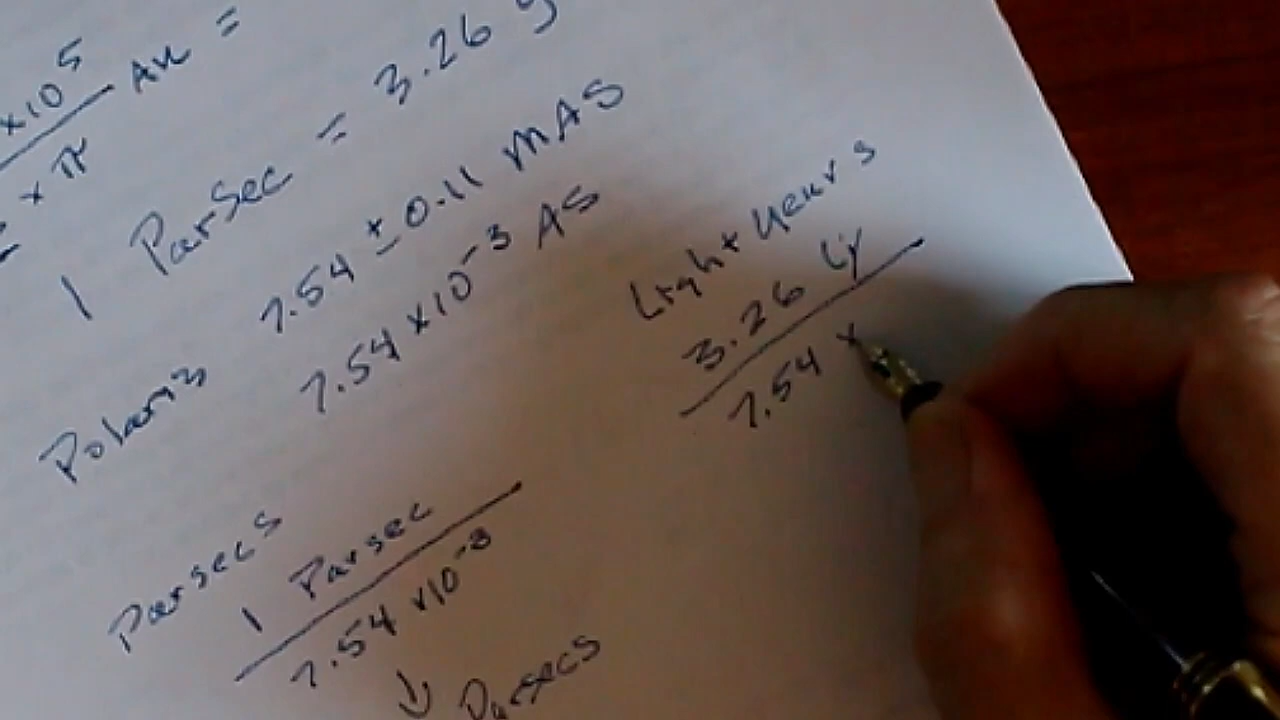 ×10⁵
AU =
× π
1 Parsec = 3.26
Polaris 7.54 ± 0.11 MAS
7.54 ×10⁻³ AS
Light years
3.26 ly
7.54 ×
Parsecs
1 Parsec
7.54 ×10⁻³
Parsecs